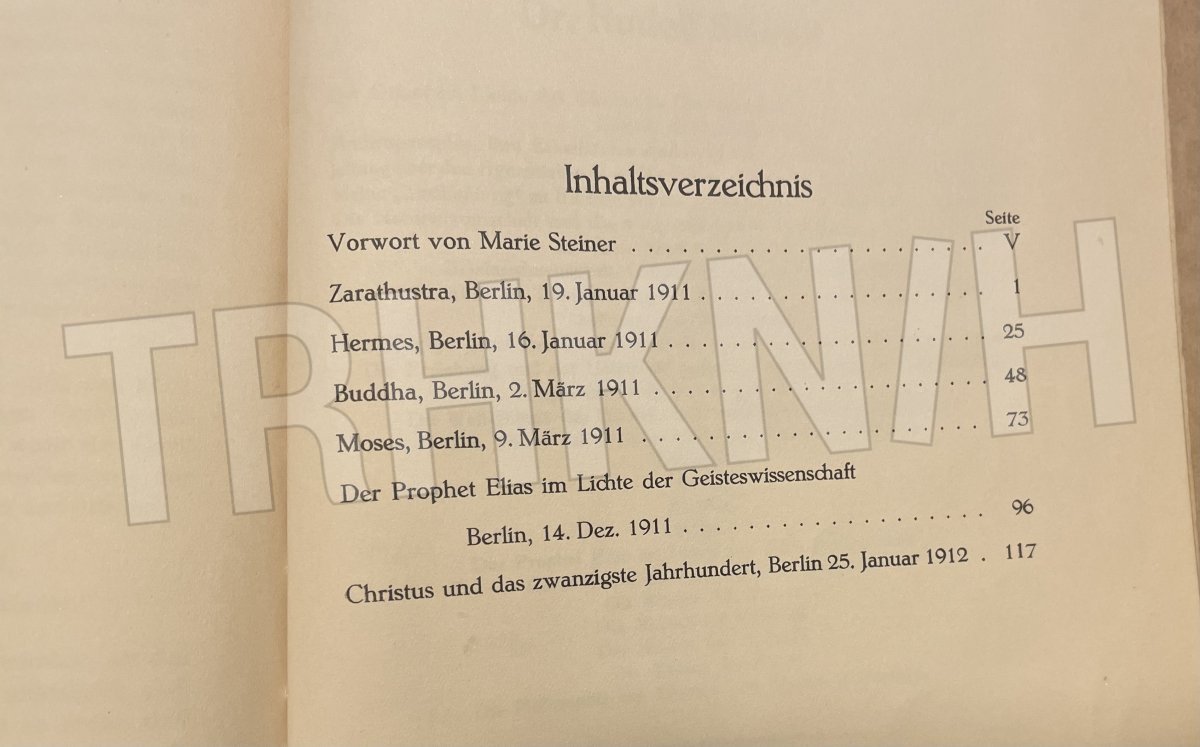 Inhaltsverzeichnis
Seite
Vorwort von Marie Steiner . . . . . . . . . . . . . . . . . . . . . V
Zarathustra, Berlin, 19. Januar 1911 . . . . . . . . . . . . . . . . . 1
Hermes, Berlin, 16. Januar 1911 . . . . . . . . . . . . . . . . . . . 25
Buddha, Berlin, 2. März 1911 . . . . . . . . . . . . . . . . . . . . 48
Moses, Berlin, 9. März 1911 . . . . . . . . . . . . . . . . . . . . 73
Der Prophet Elias im Lichte der Geisteswissenschaft
Berlin, 14. Dez. 1911 . . . . . . . . . . . . . . . . . . . 96
Christus und das zwanzigste Jahrhundert, Berlin 25. Januar 1912 . 117
TRHKN/H